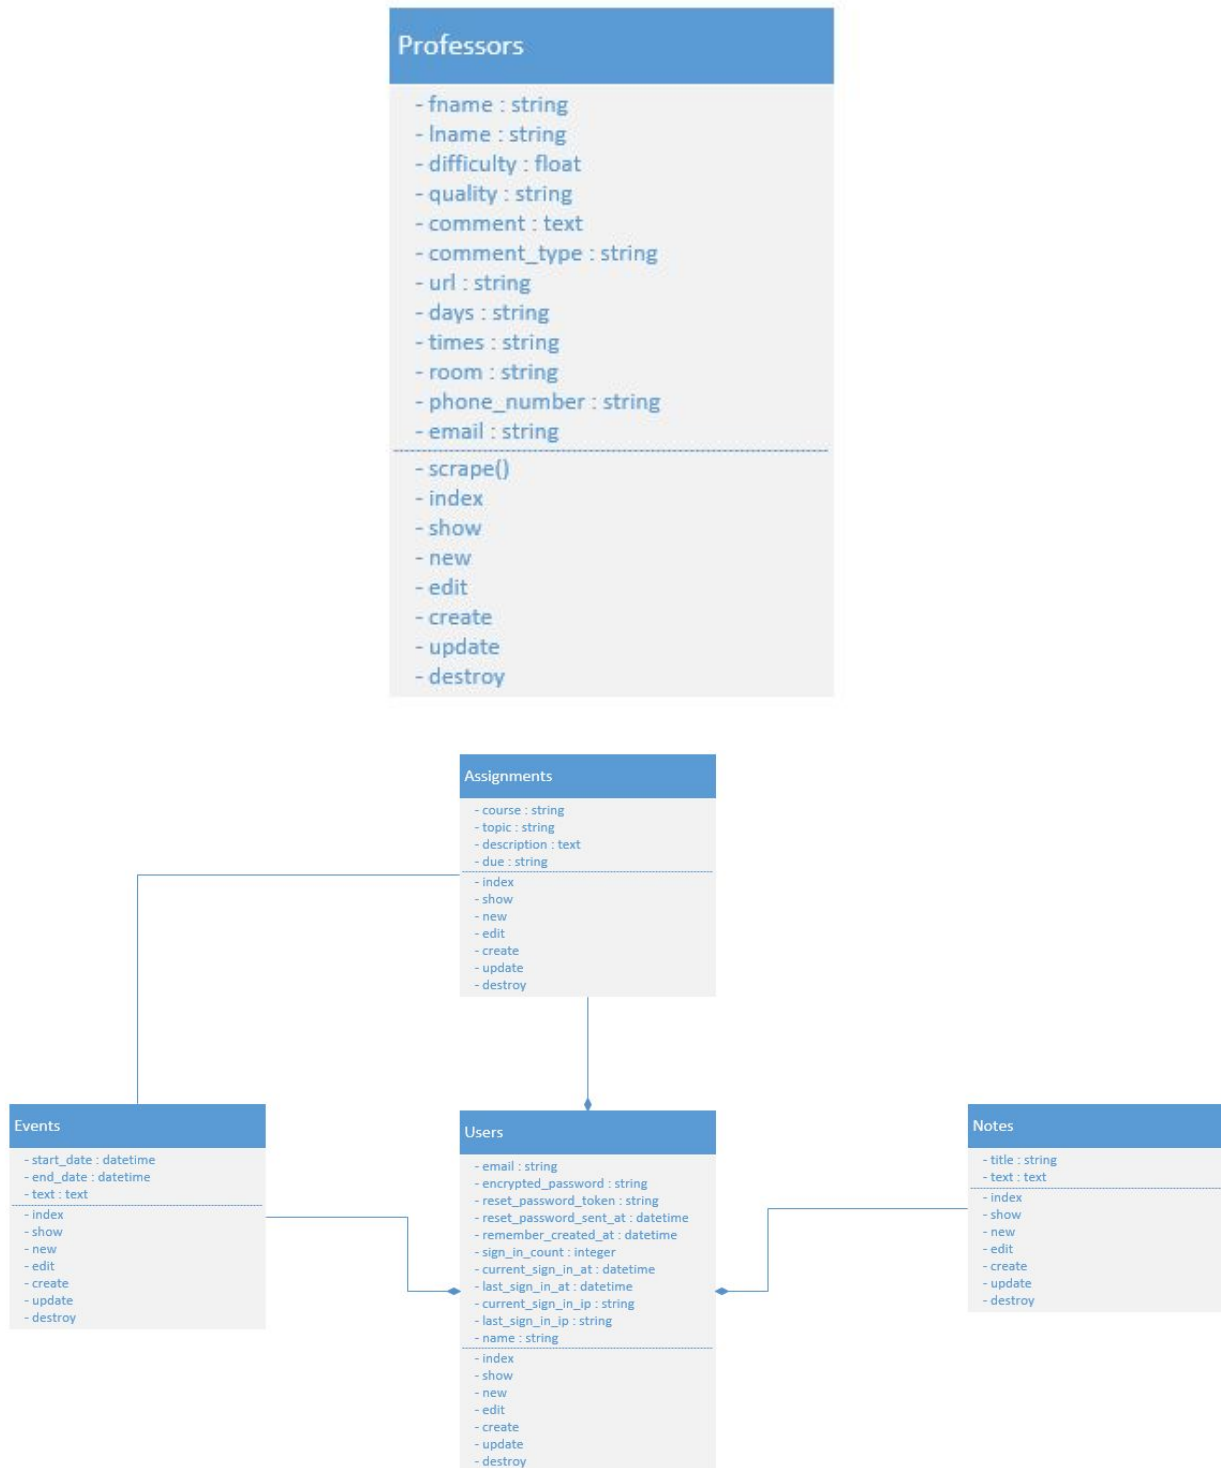 Professors
- fname : string
- lname : string
- difficulty : float
- quality : string
- comment : text
- comment_type : string
- url : string
- days : string
- times : string
- room : string
- phone_number : string
- email : string
- scrape()
- index
- show
- new
- edit
- create
- update
- destroy
Assignments
- course : string
- topic : string
- description : text
- due : string
- index
- show
- new
- edit
- create
- update
- destroy
Events
- start_date : datetime
- end_date : datetime
- text : text
- index
- show
- new
- edit
- create
- update
- destroy
Users
- email : string
- encrypted_password : string
- reset_password_token : string
- reset_password_sent_at : datetime
- remember_created_at : datetime
- sign_in_count : integer
- current_sign_in_at : datetime
- last_sign_in_at : datetime
- current_sign_in_ip : string
- last_sign_in_ip : string
- name : string
- index
- show
- new
- edit
- create
- update
- destroy
Notes
- title : string
- text : text
- index
- show
- new
- edit
- create
- update
- destroy